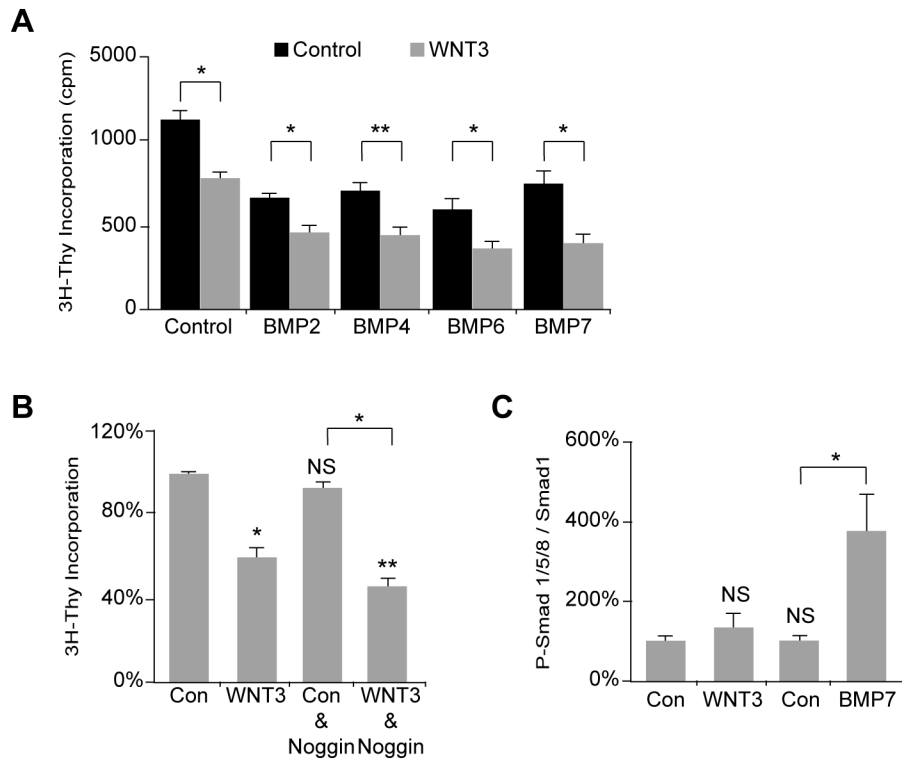 A
Control WNT3
3H-Thy Incorporation (cpm)
5000
1000
500
0
* * ** * *
Control BMP2 BMP4 BMP6 BMP7
B
3H-Thy Incorporation
120%
80%
40%
0%
*
NS
*
**
Con WNT3 Con & Noggin WNT3 & Noggin
C
P-Smad 1/5/8 / Smad1
600%
400%
200%
0%
NS
NS
*
Con WNT3 Con BMP7